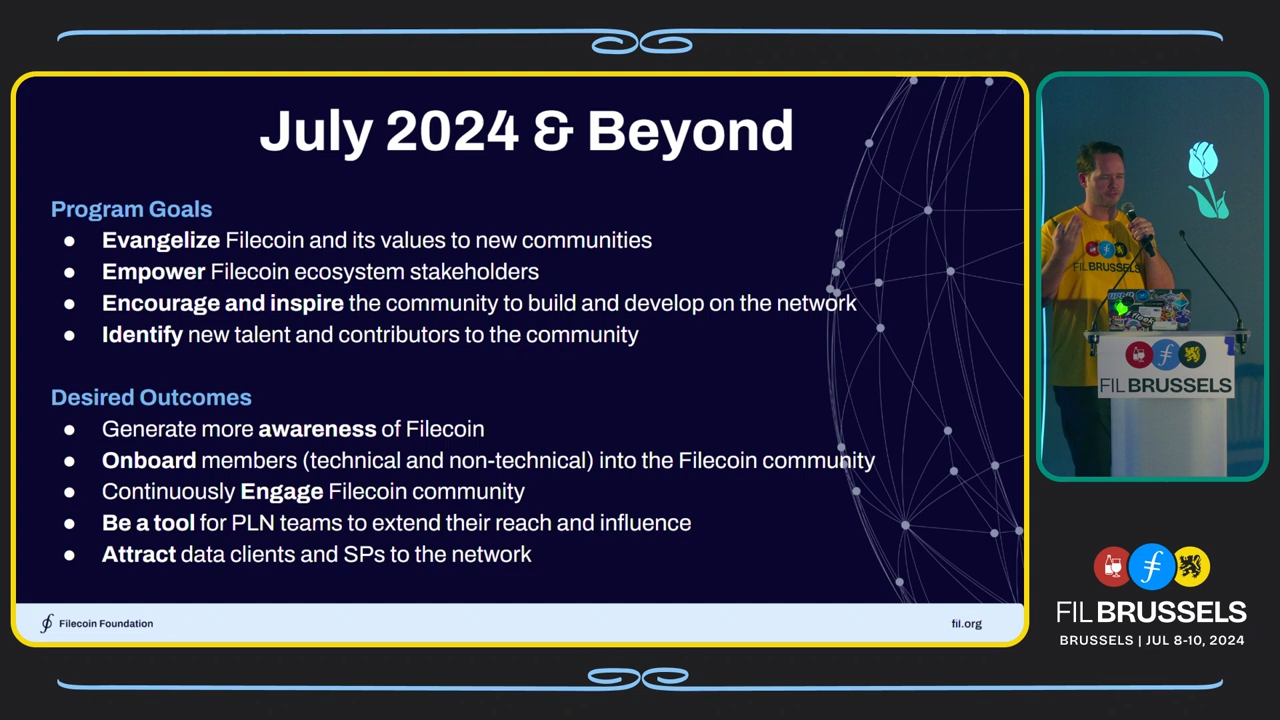 July 2024 & Beyond
Program Goals
● Evangelize Filecoin and its values to new communities
● Empower Filecoin ecosystem stakeholders
● Encourage and inspire the community to build and develop on the network
● Identify new talent and contributors to the community
Desired Outcomes
● Generate more awareness of Filecoin
● Onboard members (technical and non-technical) into the Filecoin community
● Continuously Engage Filecoin community
● Be a tool for PLN teams to extend their reach and influence
● Attract data clients and SPs to the network
Filecoin Foundation
fil.org
FIL BRUSSELS
FIL BRUSSELS
FIL BRUSSELS
BRUSSELS | JUL 8-10, 2024